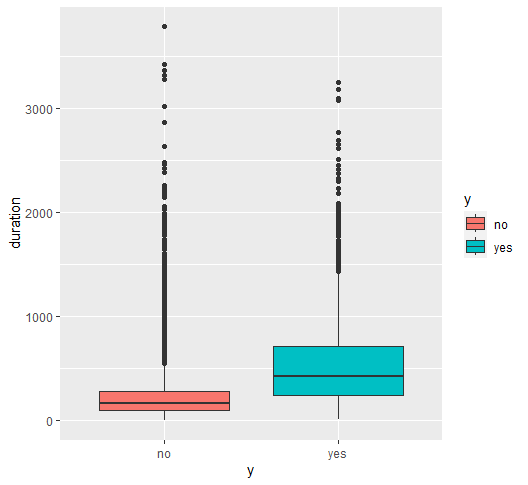 3000
2000
1000
0
duration
no
yes
y
y
no
yes